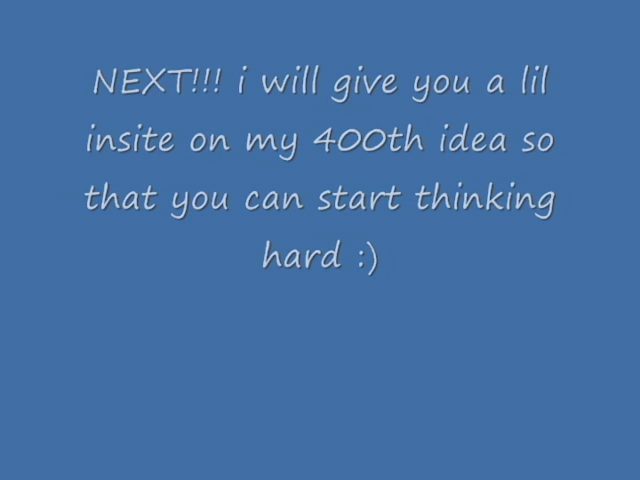 NEXT!!! i will give you a lil
insite on my 400th idea so
that you can start thinking
hard :)